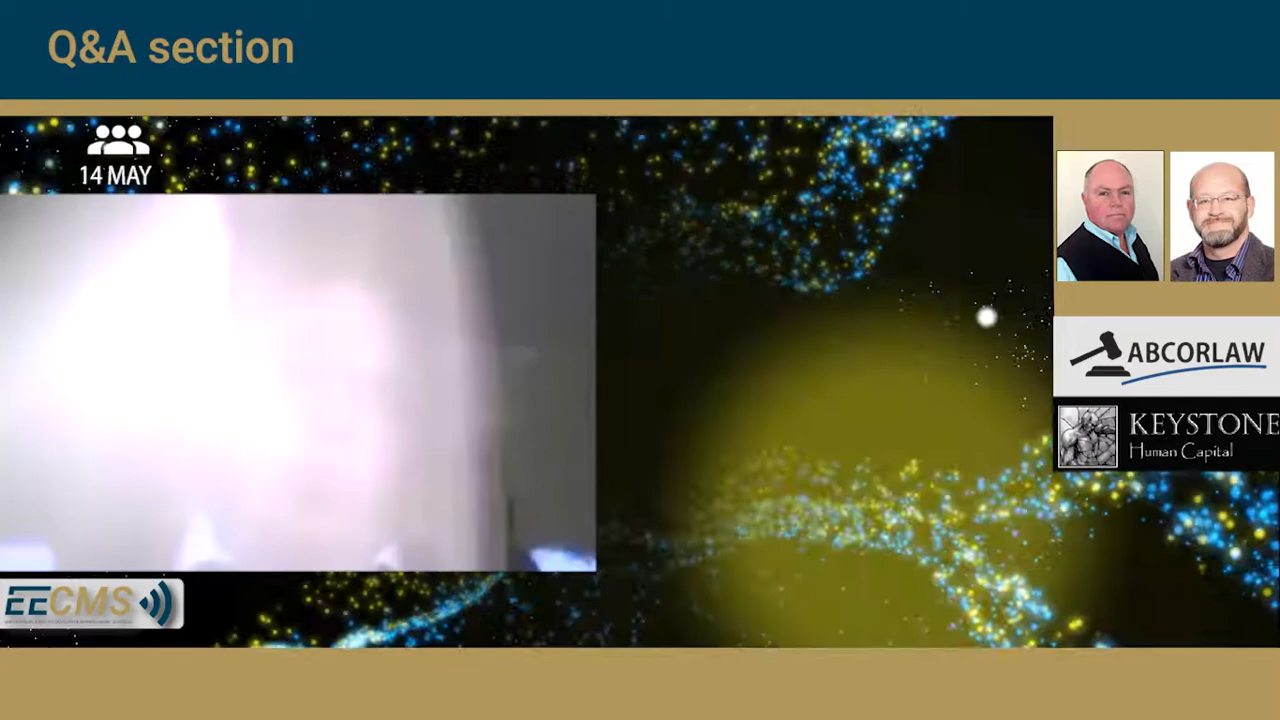 Q&A section
14 MAY
ABCORLAW
KEYSTONE
Human Capital
EECMS